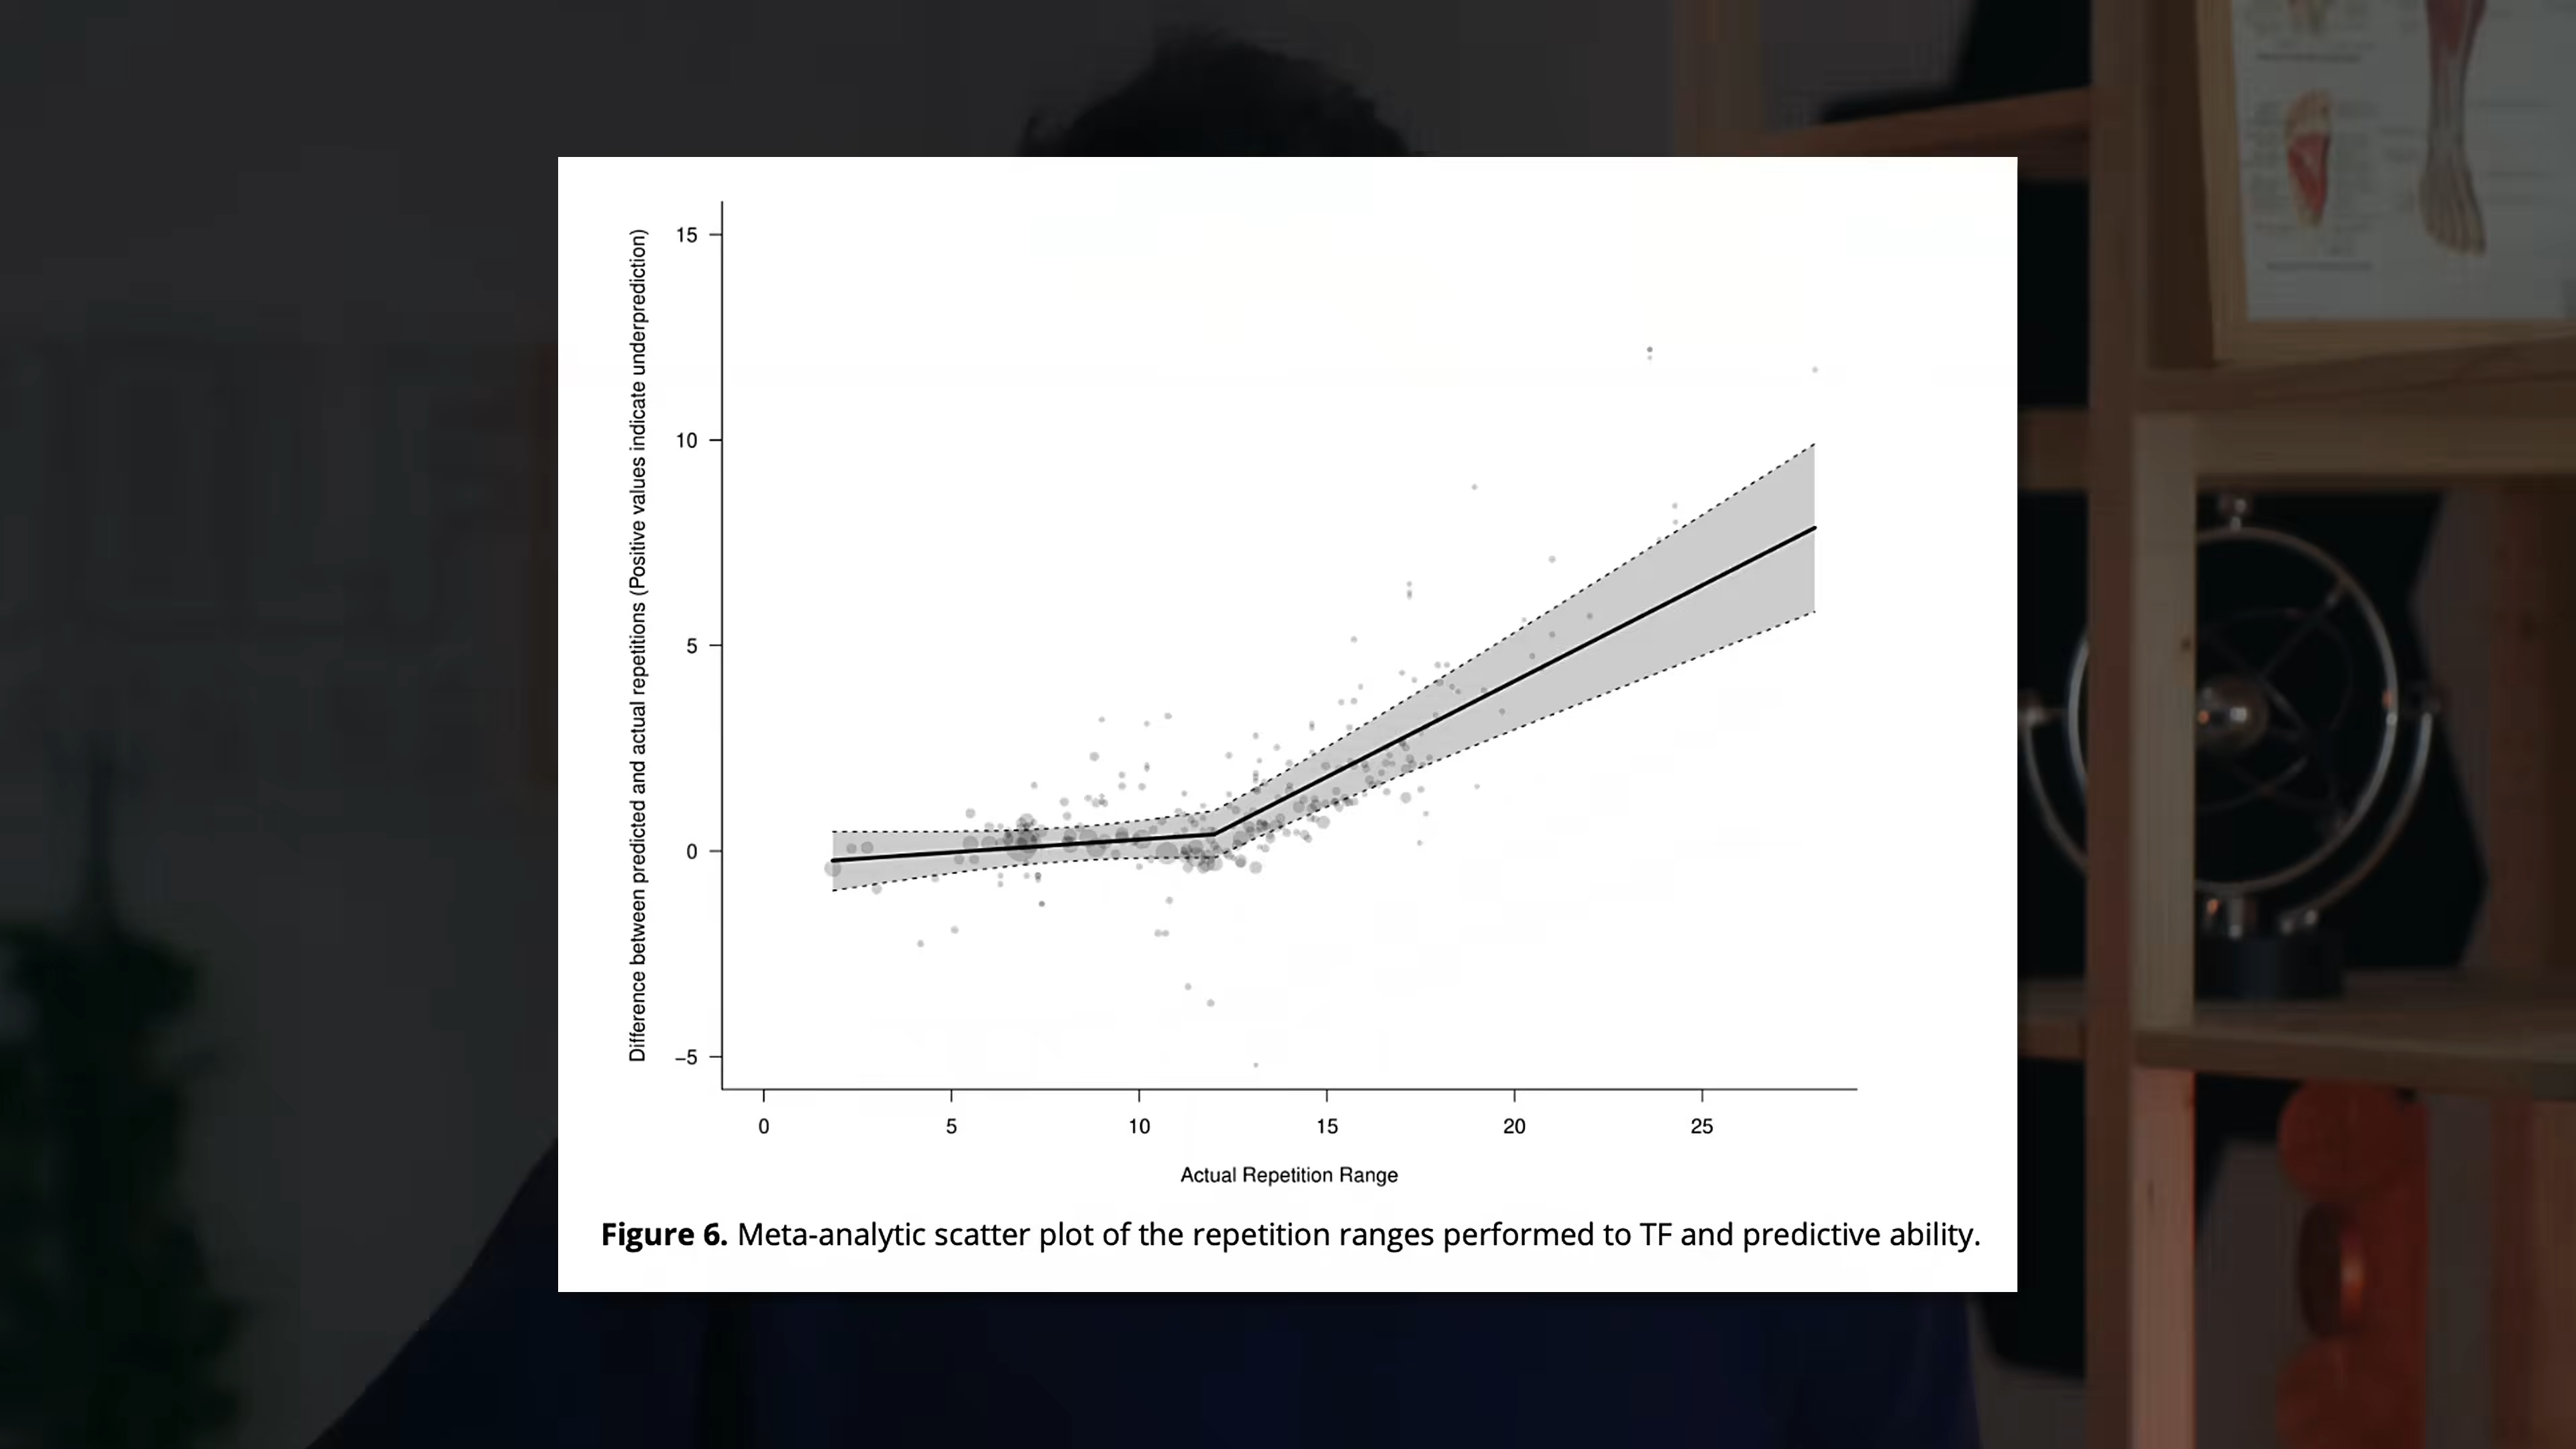 Difference between predicted and actual repetitions (Positive values indicate underprediction)
15
10
5
0
−5
0 5 10 15 20 25
Actual Repetition Range
Figure 6. Meta-analytic scatter plot of the repetition ranges performed to TF and predictive ability.